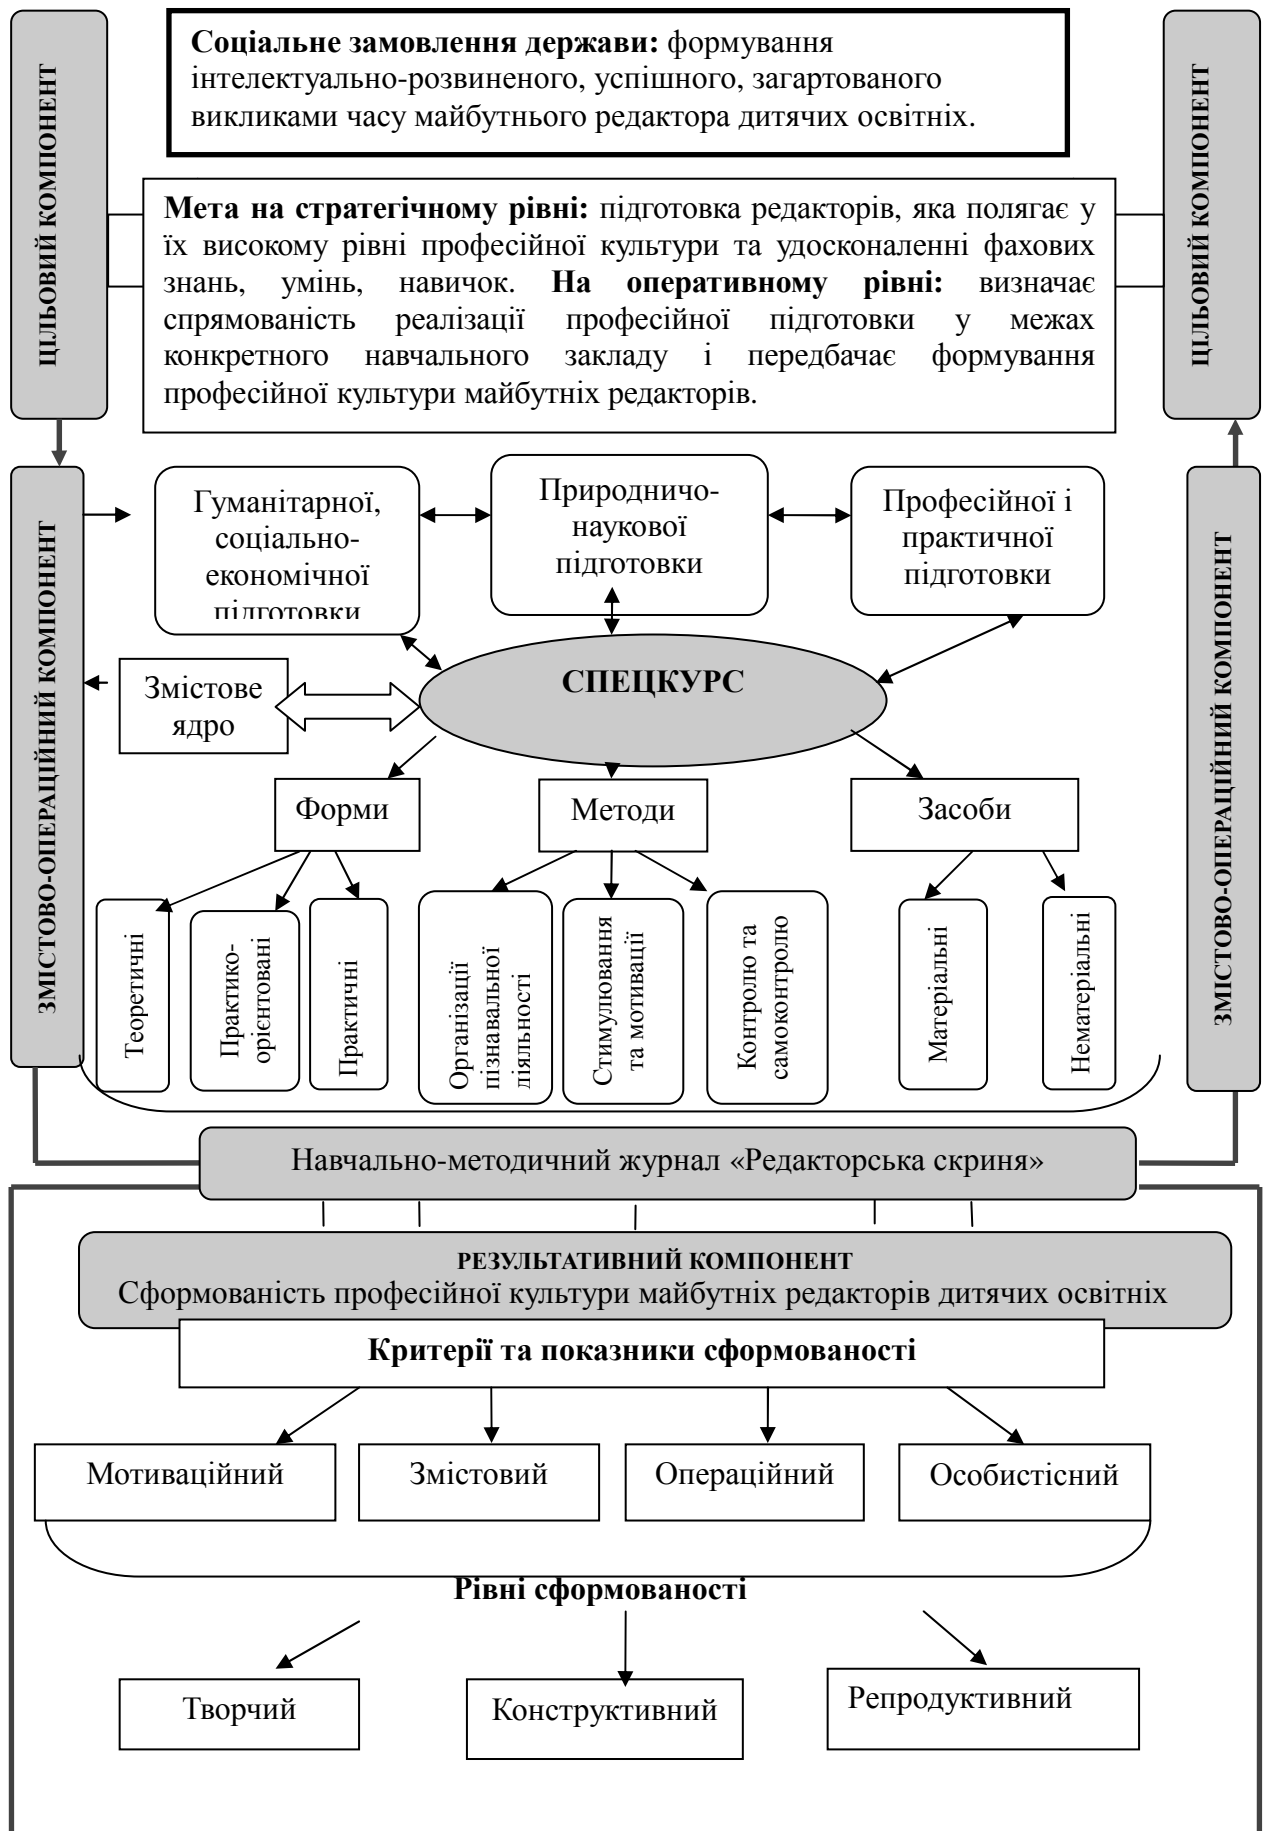 ЦІЛЬОВИЙ КОМПОНЕНТ
Соціальне замовлення держави: формування
інтелектуально-розвиненого, успішного, загартованого
викликами часу майбутнього редактора дитячих освітніх.
ЦІЛЬОВИЙ КОМПОНЕНТ
Мета на стратегічному рівні: підготовка редакторів, яка полягає у
їх високому рівні професійної культури та удосконаленні фахових
знань, умінь, навичок. На оперативному рівні: визначає
спрямованість реалізації професійної підготовки у межах
конкретного навчального закладу і передбачає формування
професійної культури майбутніх редакторів.
ЗМІСТОВО-ОПЕРАЦІЙНИЙ КОМПОНЕНТ
Гуманітарної,
соціально-
економічної
підготовки
Природничо-
наукової
підготовки
Професійної і
практичної
підготовки
ЗМІСТОВО-ОПЕРАЦІЙНИЙ КОМПОНЕНТ
Змістове
ядро
СПЕЦКУРС
Форми
Методи
Засоби
Теоретичні
Практико-
орієнтовані
Практичні
Організації
пізнавальної
діяльності
Стимулювання
та мотивації
Контролю та
самоконтролю
Матеріальні
Нематеріальні
Навчально-методичний журнал «Редакторська скриня»
РЕЗУЛЬТАТИВНИЙ КОМПОНЕНТ
Сформованість професійної культури майбутніх редакторів дитячих освітніх
Критерії та показники сформованості
Мотиваційний
Змістовий
Операційний
Особистісний
Рівні сформованості
Творчий
Конструктивний
Репродуктивний